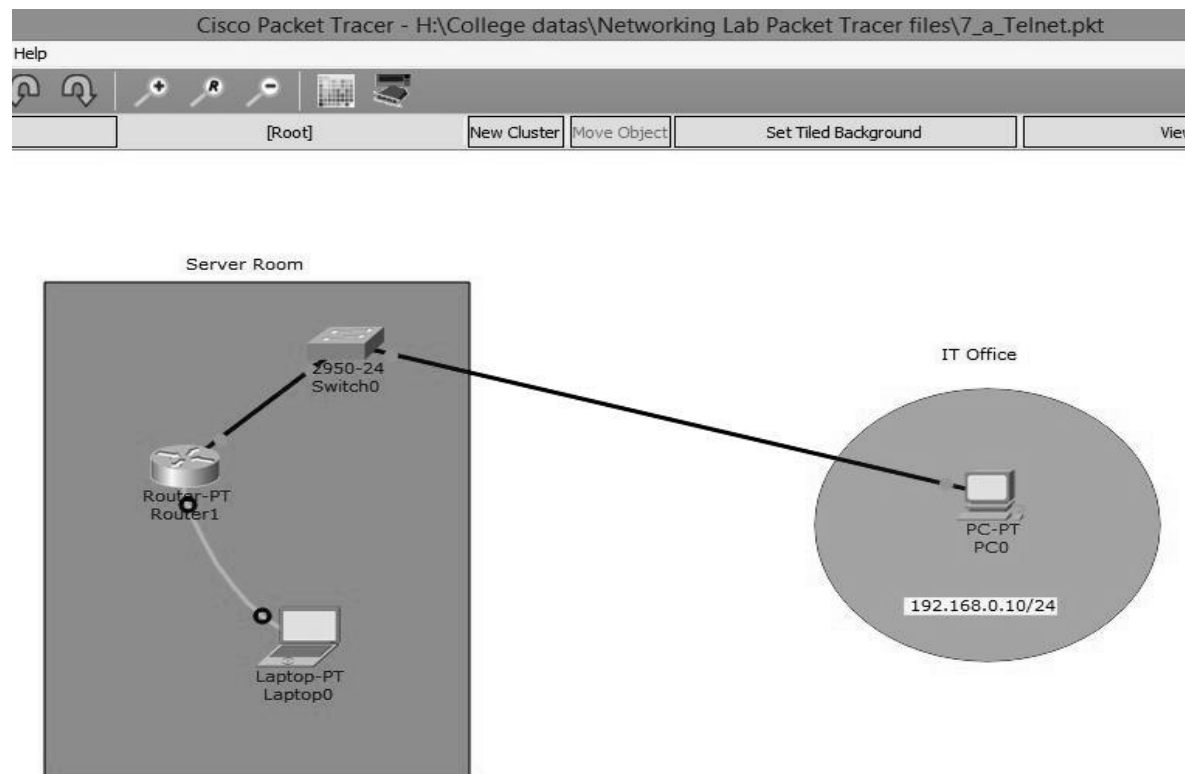 Cisco Packet Tracer - H:\College datas\Networking Lab Packet Tracer files\7_a_Telnet.pkt
Help
R
[Root]
New Cluster
Move Object
Set Tiled Background
View
Server Room
2950-24
Switch0
Router-PT
Router1
Laptop-PT
Laptop0
IT Office
PC-PT
PC0
192.168.0.10/24